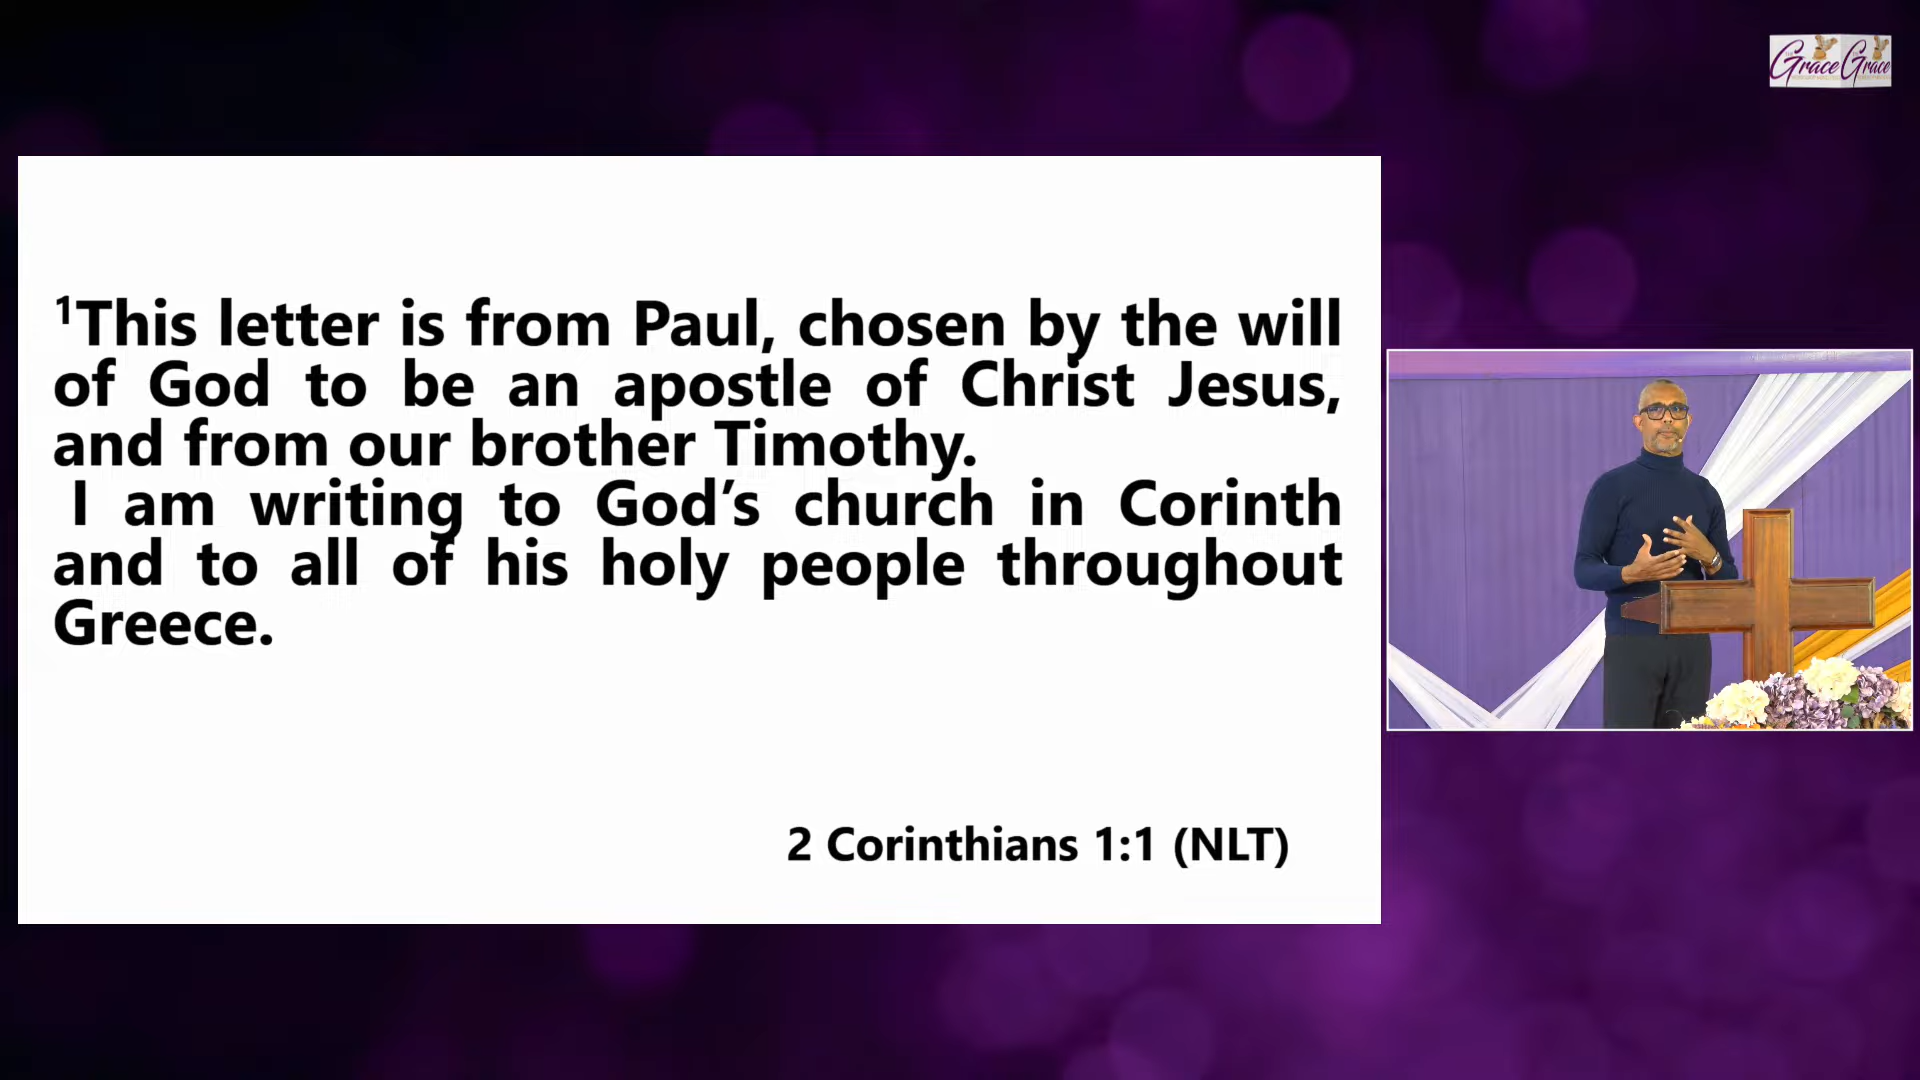 Grace Grace
¹This letter is from Paul, chosen by the will
of God to be an apostle of Christ Jesus,
and from our brother Timothy.
I am writing to God’s church in Corinth
and to all of his holy people throughout
Greece.
2 Corinthians 1:1 (NLT)